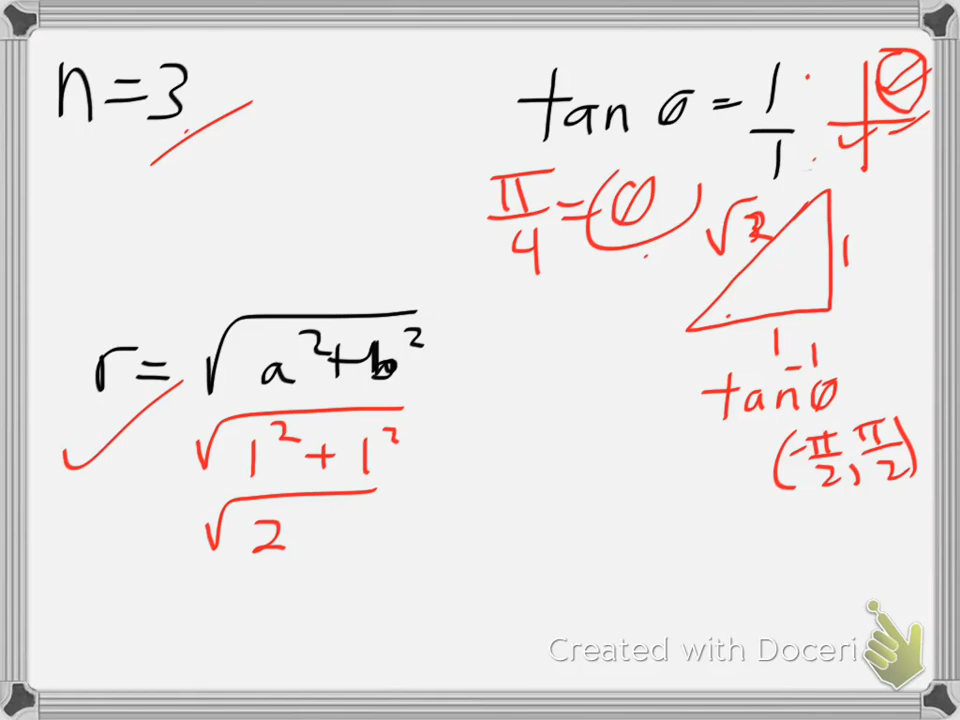 n=3
tan θ = 1/1
π/4 = θ
√2
1
1
r = √a²+b²
√1²+1²
√2
tan⁻¹θ
(-π/2, π/2)
Created with Doceri